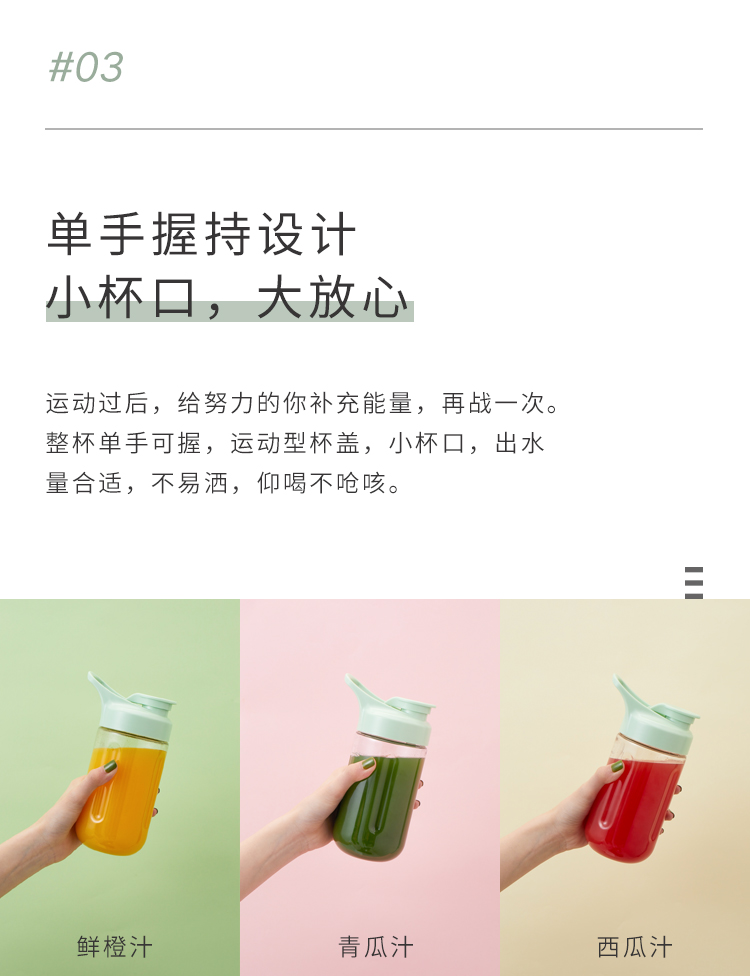 #03
单手握持设计
小杯口，大放心
运动过后，给努力的你补充能量，再战一次。
整杯单手可握，运动型杯盖，小杯口，出水
量合适，不易洒，仰喝不呛咳。
鲜橙汁
青瓜汁
西瓜汁